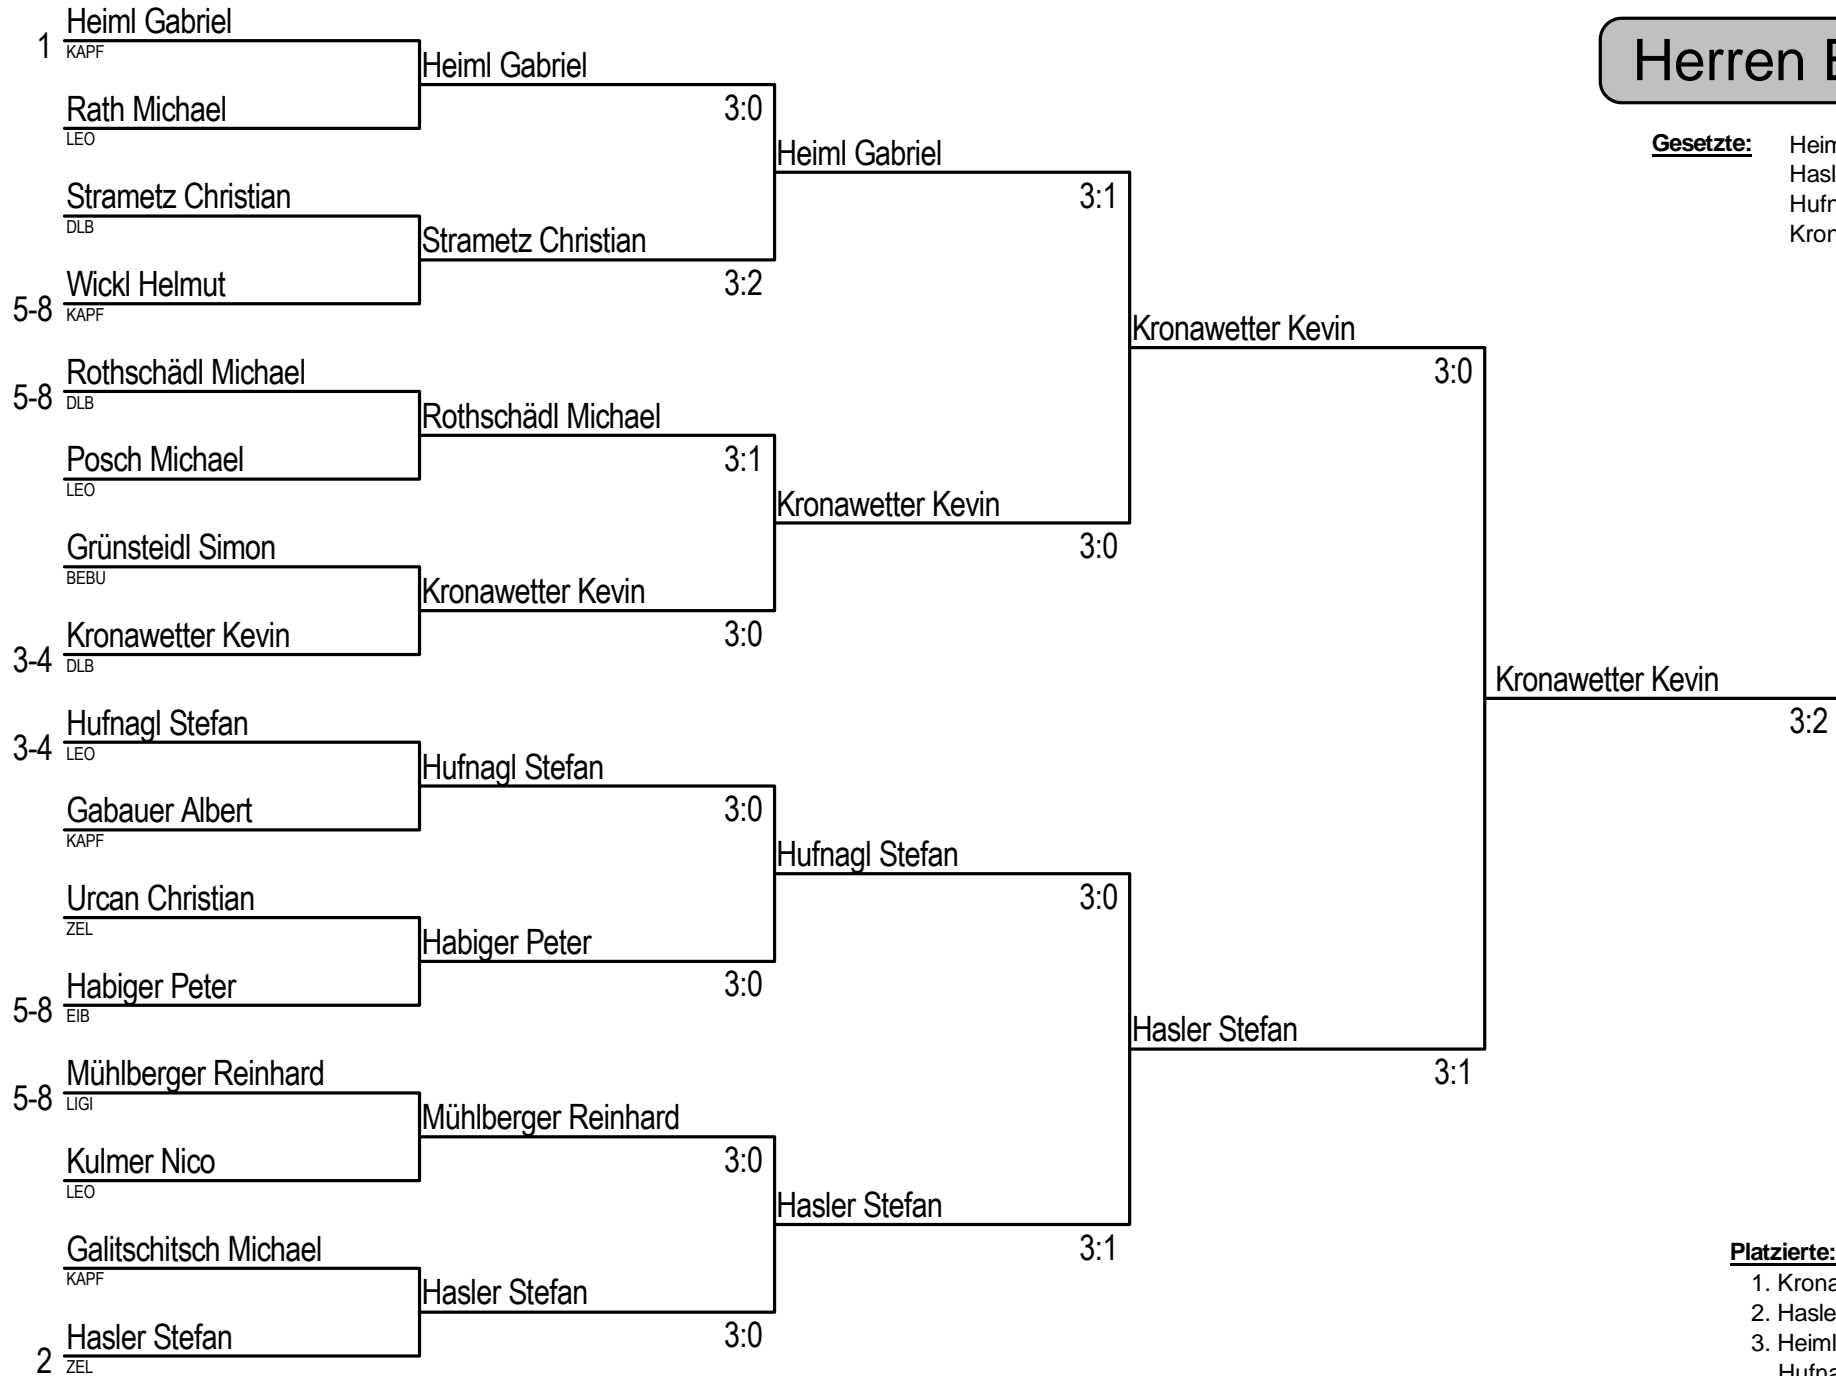 Heiml Gabriel
1 KAPF
Rath Michael
LEO
Strametz Christian
DLB
Wickl Helmut
5-8 KAPF
Rothschädl Michael
5-8 DLB
Posch Michael
LEO
Grünsteidl Simon
BEBU
Kronawetter Kevin
3-4 DLB
Hufnagl Stefan
3-4 LEO
Gabauer Albert
KAPF
Urcan Christian
ZEL
Habiger Peter
5-8 EIB
Mühlberger Reinhard
5-8 LIGI
Kulmer Nico
LEO
Galitschitsch Michael
KAPF
Hasler Stefan
2 ZEL
Heiml Gabriel
3:0
Strametz Christian
3:2
Rothschädl Michael
3:1
Kronawetter Kevin
3:0
Hufnagl Stefan
3:0
Habiger Peter
3:0
Mühlberger Reinhard
3:0
Hasler Stefan
3:0
Heiml Gabriel
3:1
Kronawetter Kevin
3:0
Hufnagl Stefan
3:0
Hasler Stefan
3:1
Kronawetter Kevin
3:0
Hasler Stefan
3:1
Kronawetter Kevin
3:2
Herren
Gesetzte:
Platzierte:
1.
2.
3. Heiml